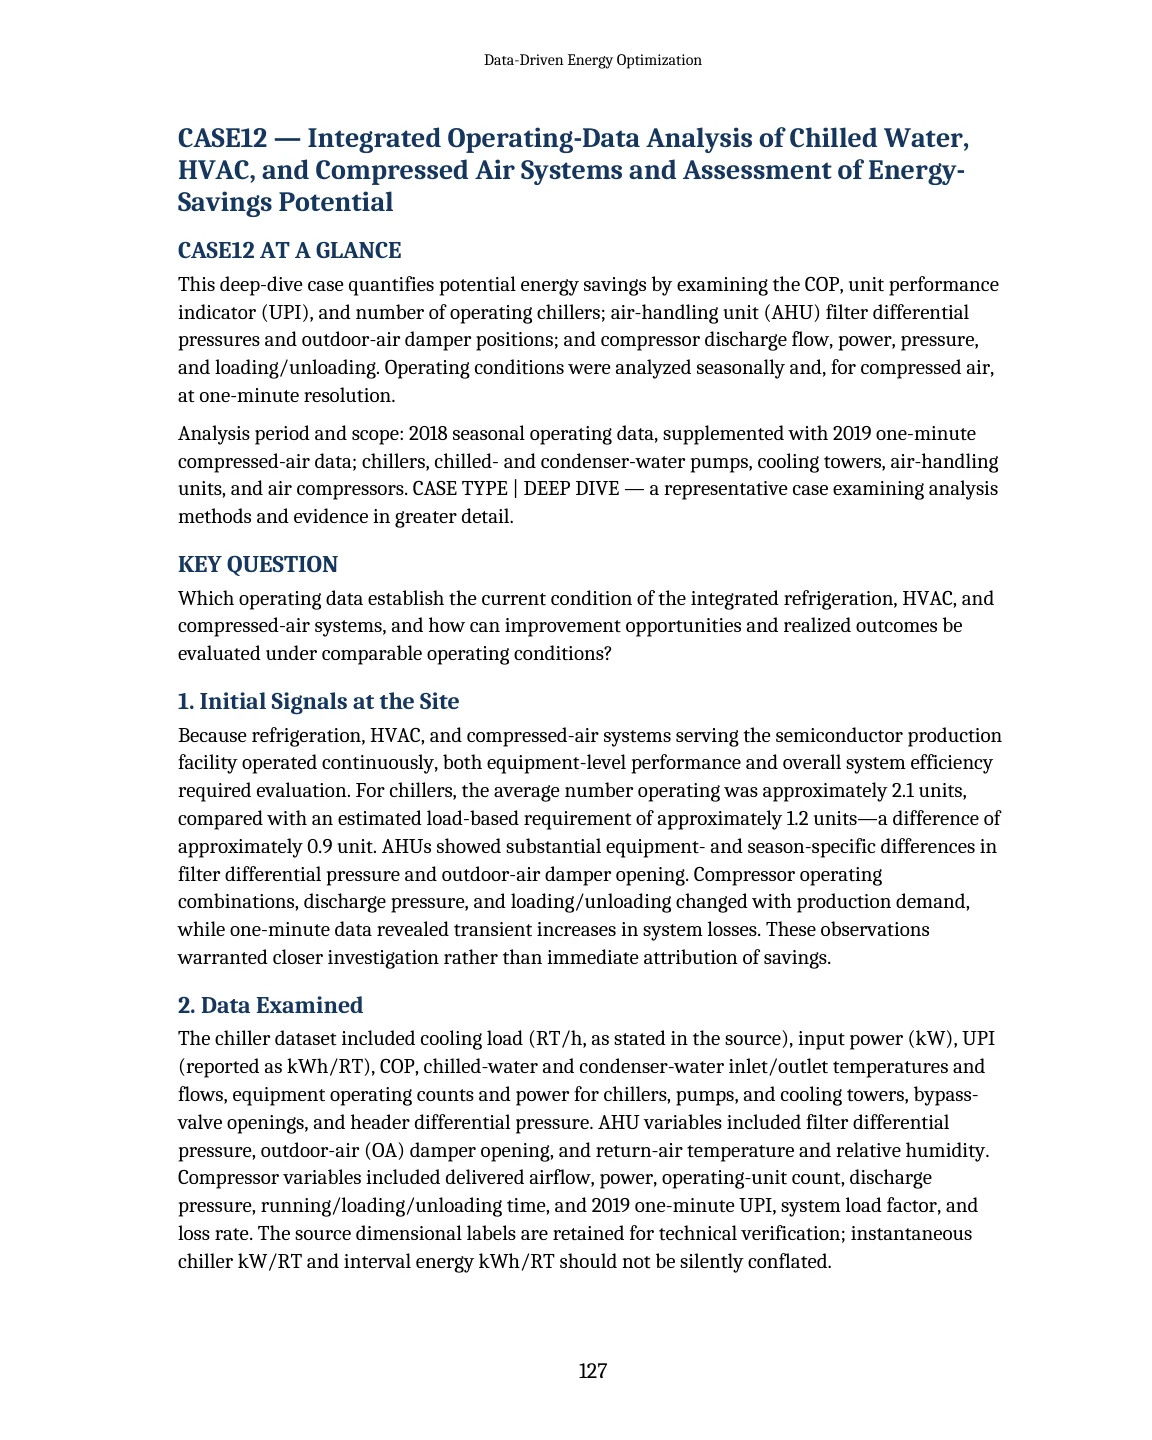 Data-Driven Energy Optimization
CASE12 — Integrated Operating-Data Analysis of Chilled Water,
HVAC, and Compressed Air Systems and Assessment of Energy-
Savings Potential
CASE12 AT A GLANCE
This deep-dive case quantifies potential energy savings by examining the COP, unit performance
indicator (UPI), and number of operating chillers; air-handling unit (AHU) filter differential
pressures and outdoor-air damper positions; and compressor discharge flow, power, pressure,
and loading/unloading. Operating conditions were analyzed seasonally and, for compressed air,
at one-minute resolution.
Analysis period and scope: 2018 seasonal operating data, supplemented with 2019 one-minute
compressed-air data; chillers, chilled- and condenser-water pumps, cooling towers, air-handling
units, and air compressors. CASE TYPE | DEEP DIVE — a representative case examining analysis
methods and evidence in greater detail.
KEY QUESTION
Which operating data establish the current condition of the integrated refrigeration, HVAC, and
compressed-air systems, and how can improvement opportunities and realized outcomes be
evaluated under comparable operating conditions?
1. Initial Signals at the Site
Because refrigeration, HVAC, and compressed-air systems serving the semiconductor production
facility operated continuously, both equipment-level performance and overall system efficiency
required evaluation. For chillers, the average number operating was approximately 2.1 units,
compared with an estimated load-based requirement of approximately 1.2 units—a difference of
approximately 0.9 unit. AHUs showed substantial equipment- and season-specific differences in
filter differential pressure and outdoor-air damper opening. Compressor operating
combinations, discharge pressure, and loading/unloading changed with production demand,
while one-minute data revealed transient increases in system losses. These observations
warranted closer investigation rather than immediate attribution of savings.
2. Data Examined
The chiller dataset included cooling load (RT/h, as stated in the source), input power (kW), UPI
(reported as kWh/RT), COP, chilled-water and condenser-water inlet/outlet temperatures and
flows, equipment operating counts and power for chillers, pumps, and cooling towers, bypass-
valve openings, and header differential pressure. AHU variables included filter differential
pressure, outdoor-air (OA) damper opening, and return-air temperature and relative humidity.
Compressor variables included delivered airflow, power, operating-unit count, discharge
pressure, running/loading/unloading time, and 2019 one-minute UPI, system load factor, and
loss rate. The source dimensional labels are retained for technical verification; instantaneous
chiller kW/RT and interval energy kWh/RT should not be silently conflated.
127